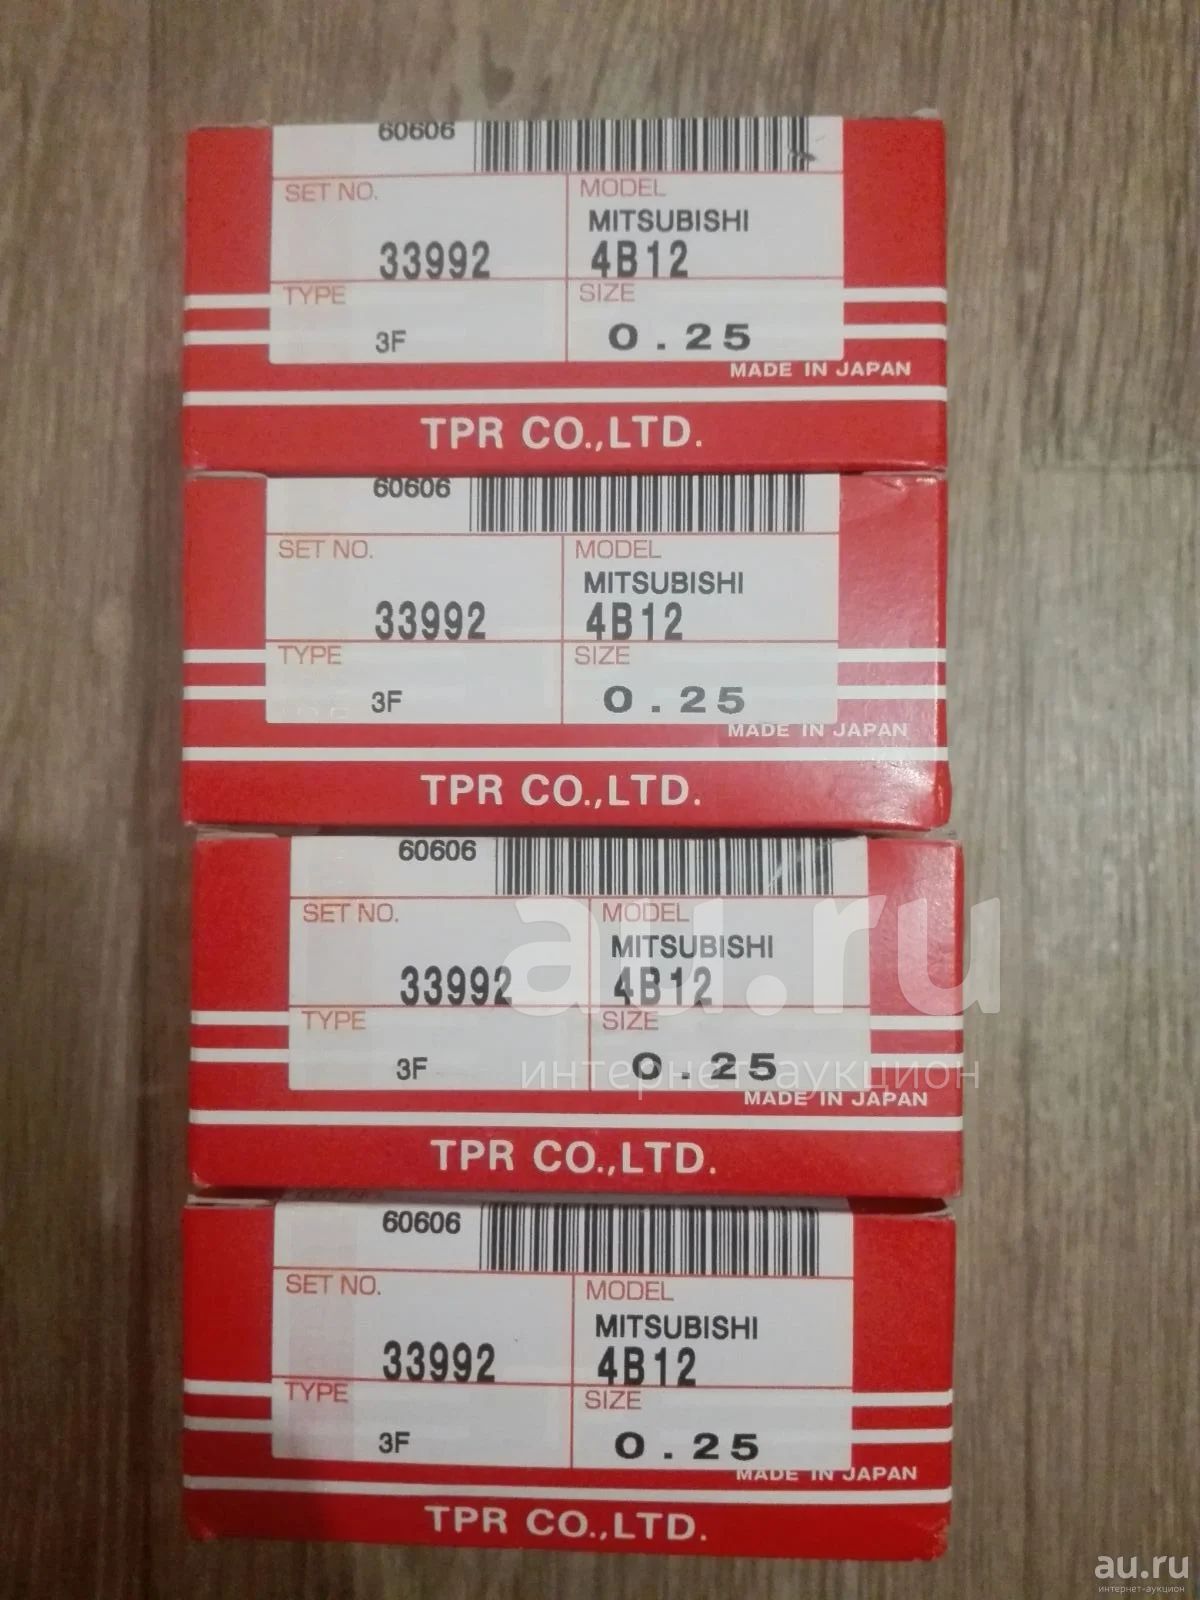 60606
SET NO.
MODEL
MITSUBISHI
33992
4B12
TYPE
SIZE
3F
0.25
MADE IN JAPAN
TPR CO.,LTD.
60606
SET NO.
MODEL
MITSUBISHI
33992
4B12
TYPE
SIZE
3F
0.25
MADE IN JAPAN
TPR CO.,LTD.
60606
SET NO.
MODEL
MITSUBISHI
33992
4B12
TYPE
SIZE
3F
0.25
MADE IN JAPAN
TPR CO.,LTD.
au.ru
интернет-аукцион
60606
SET NO.
MODEL
MITSUBISHI
33992
4B12
TYPE
SIZE
3F
0.25
MADE IN JAPAN
TPR CO.,LTD.
au.ru
интернет-аукцион